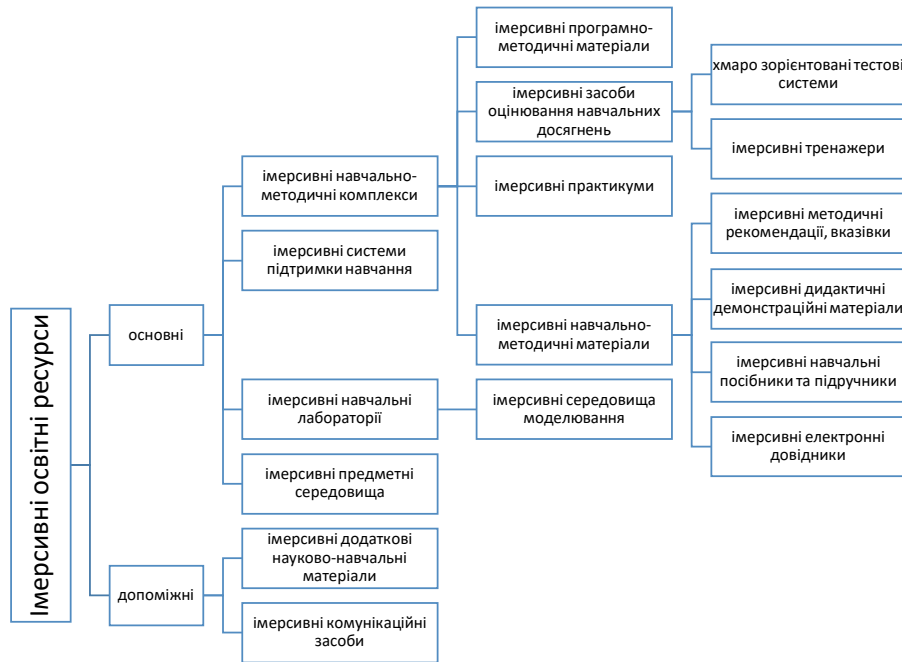 Імерсивні освітні ресурси
основні
імерсивні навчально-
методичні комплекси
імерсивні програмно-
методичні матеріали
імерсивні засоби
оцінювання навчальних
досягнень
хмаро зорієнтовані тестові
системи
імерсивні тренажери
імерсивні практикуми
імерсивні навчально-
методичні матеріали
імерсивні методичні
рекомендації, вказівки
імерсивні дидактичні
демонстраційні матеріали
імерсивні навчальні
посібники та підручники
імерсивні електронні
довідники
імерсивні системи
підтримки навчання
імерсивні навчальні
лабораторії
імерсивні середовища
моделювання
імерсивні предметні
середовища
допоміжні
імерсивні додаткові
науково-навчальні
матеріали
імерсивні комунікаційні
засоби